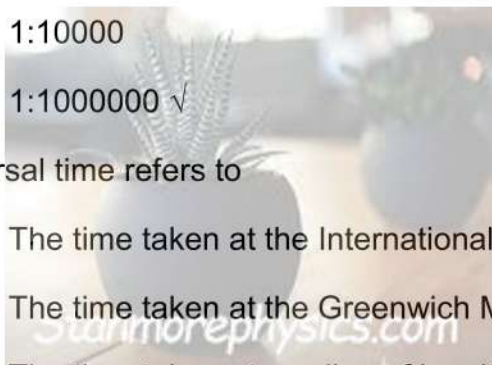 1:10000
1:1000000 √
rsal time refers to
The time taken at the International
The time taken at the Greenwich M
Stanmorephysics.com